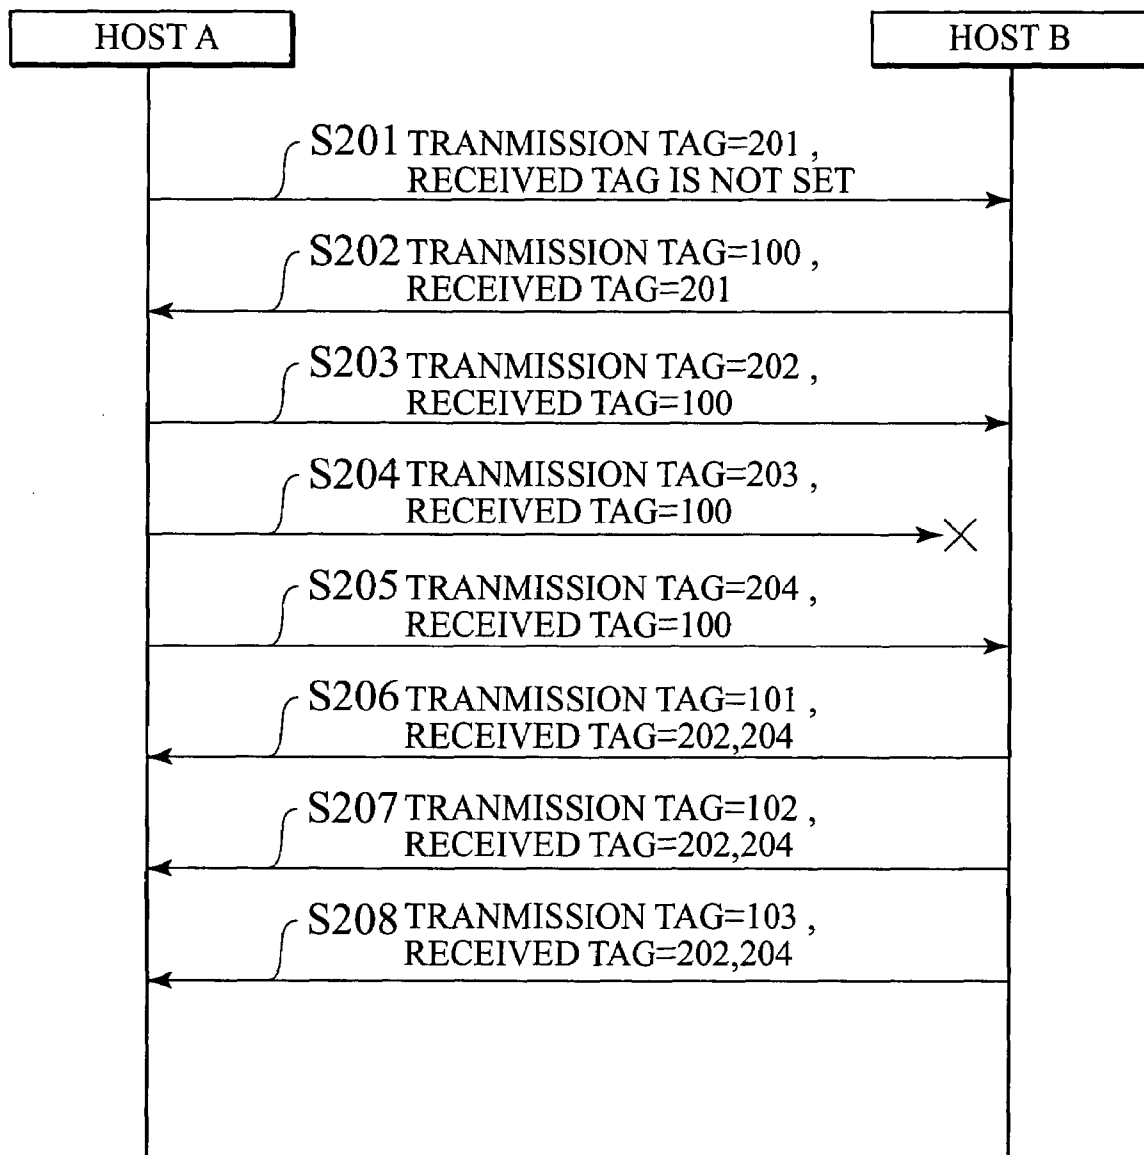 HOST A
HOST B
S201 TRANMISSION TAG=201 ,
RECEIVED TAG IS NOT SET
S202 TRANMISSION TAG=100 ,
RECEIVED TAG=201
S203 TRANMISSION TAG=202 ,
RECEIVED TAG=100
S204 TRANMISSION TAG=203 ,
RECEIVED TAG=100
S205 TRANMISSION TAG=204 ,
RECEIVED TAG=100
S206 TRANMISSION TAG=101 ,
RECEIVED TAG=202,204
S207 TRANMISSION TAG=102 ,
RECEIVED TAG=202,204
S208 TRANMISSION TAG=103 ,
RECEIVED TAG=202,204